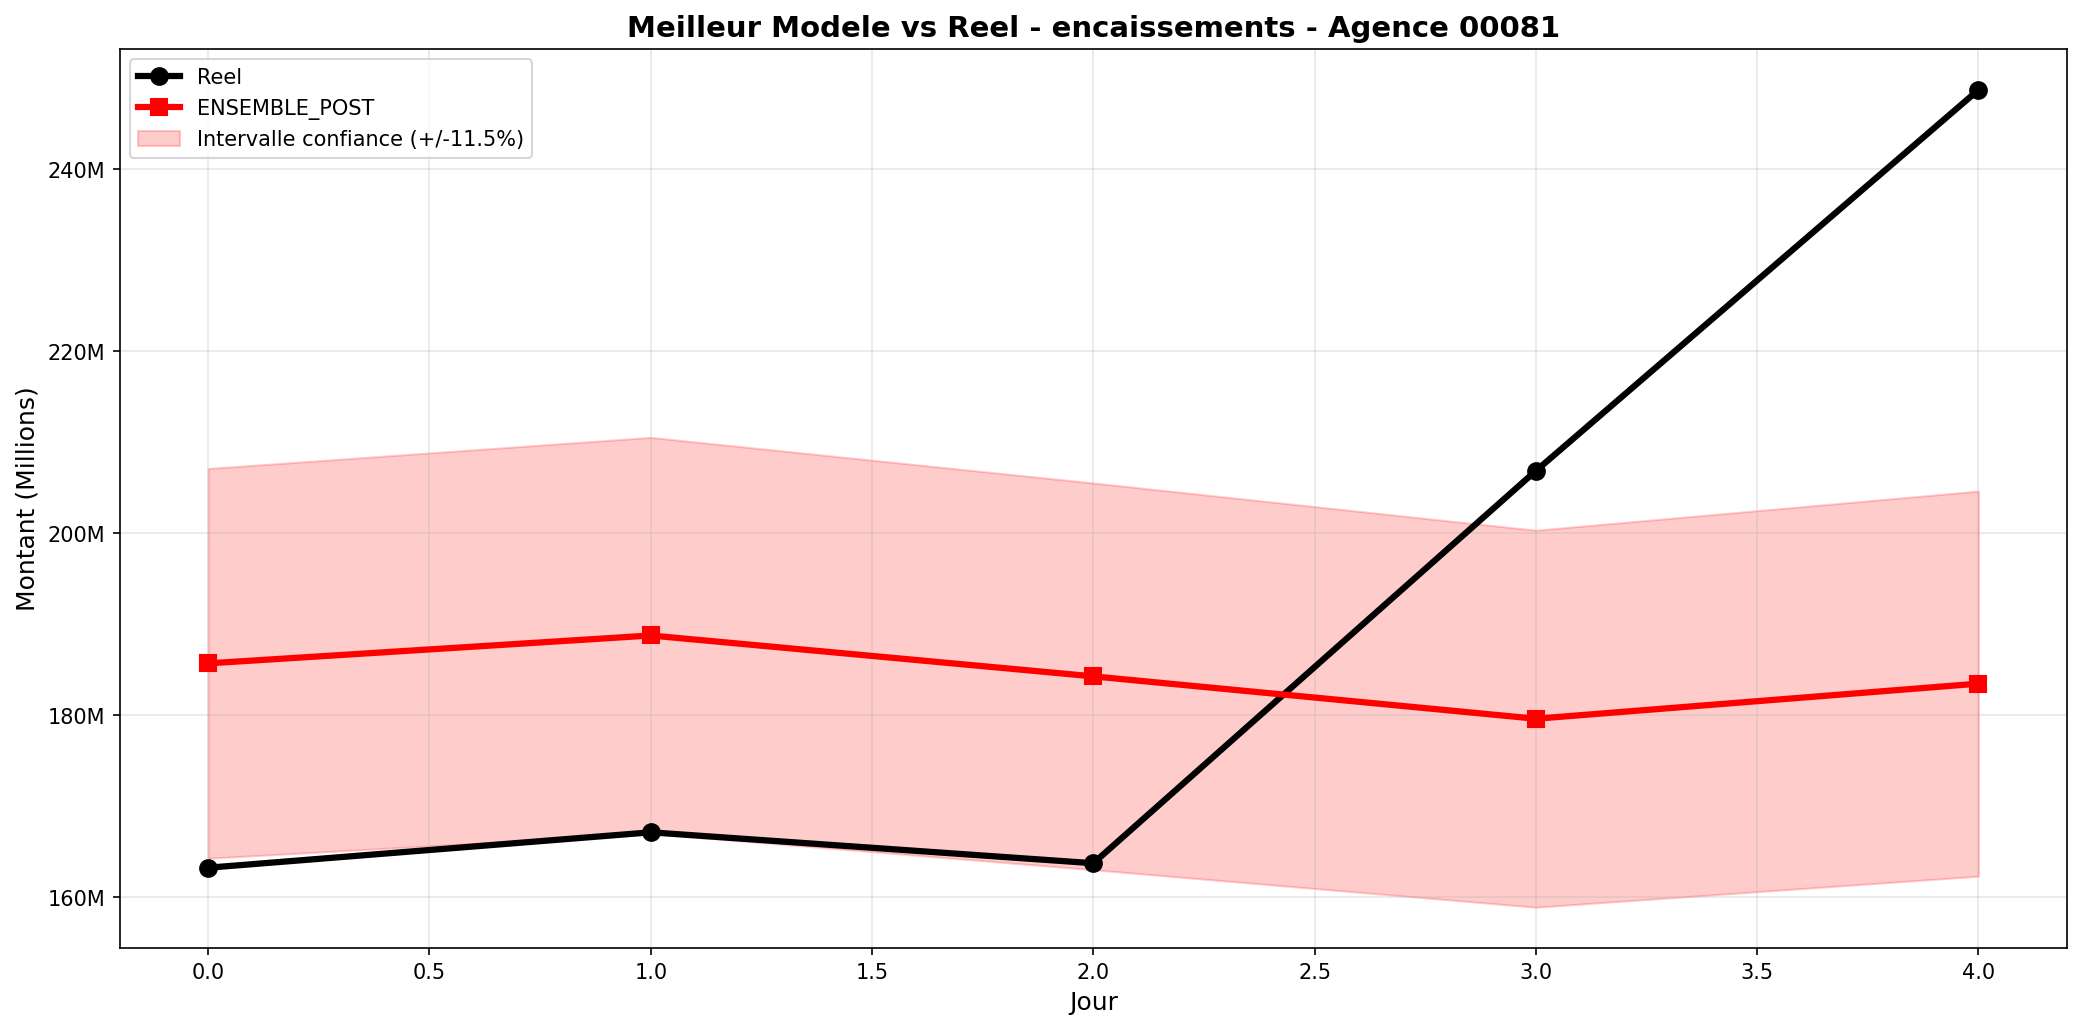 Meilleur Modele vs Reel - encaissements - Agence 00081
Reel
ENSEMBLE_POST
Intervalle confiance (+/-11.5%)
Montant (Millions)
240M
220M
200M
180M
160M
0.0 0.5 1.0 1.5 2.0 2.5 3.0 3.5 4.0
Jour